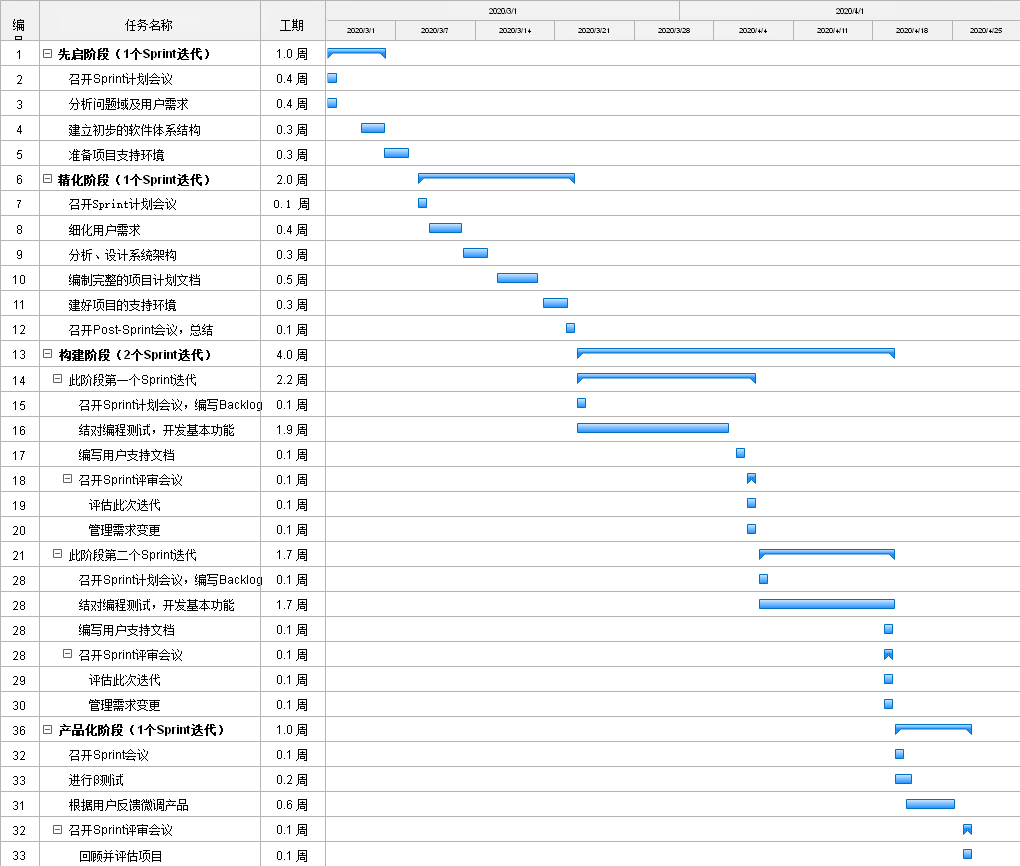 编 任务名称 工期 2020/3/1 2020/4/1
2020/3/1 2020/3/7 2020/3/14 2020/3/21 2020/3/28 2020/4/4 2020/4/11 2020/4/18 2020/4/25
1 先启阶段（1个Sprint迭代） 1.0 周
2 召开Sprint计划会议 0.4 周
3 分析问题域及用户需求 0.4 周
4 建立初步的软件体系结构 0.3 周
5 准备项目支持环境 0.3 周
6 精化阶段（1个Sprint迭代） 2.0 周
7 召开Sprint计划会议 0.1 周
8 细化用户需求 0.4 周
9 分析、设计系统架构 0.3 周
10 编制完整的项目计划文档 0.5 周
11 建好项目的支持环境 0.3 周
12 召开Post-Sprint会议，总结 0.1 周
13 构建阶段（2个Sprint迭代） 4.0 周
14 此阶段第一个Sprint迭代 2.2 周
15 召开Sprint计划会议，编写Backlog 0.1 周
16 结对编程测试，开发基本功能 1.9 周
17 编写用户支持文档 0.1 周
18 召开Sprint评审会议 0.1 周
19 评估此次迭代 0.1 周
20 管理需求变更 0.1 周
21 此阶段第二个Sprint迭代 1.7 周
28 召开Sprint计划会议，编写Backlog 0.1 周
28 结对编程测试，开发基本功能 1.7 周
28 编写用户支持文档 0.1 周
28 召开Sprint评审会议 0.1 周
29 评估此次迭代 0.1 周
30 管理需求变更 0.1 周
36 产品化阶段（1个Sprint迭代） 1.0 周
32 召开Sprint会议 0.1 周
33 进行β测试 0.2 周
31 根据用户反馈微调产品 0.6 周
32 召开Sprint评审会议 0.1 周
33 回顾并评估项目 0.1 周